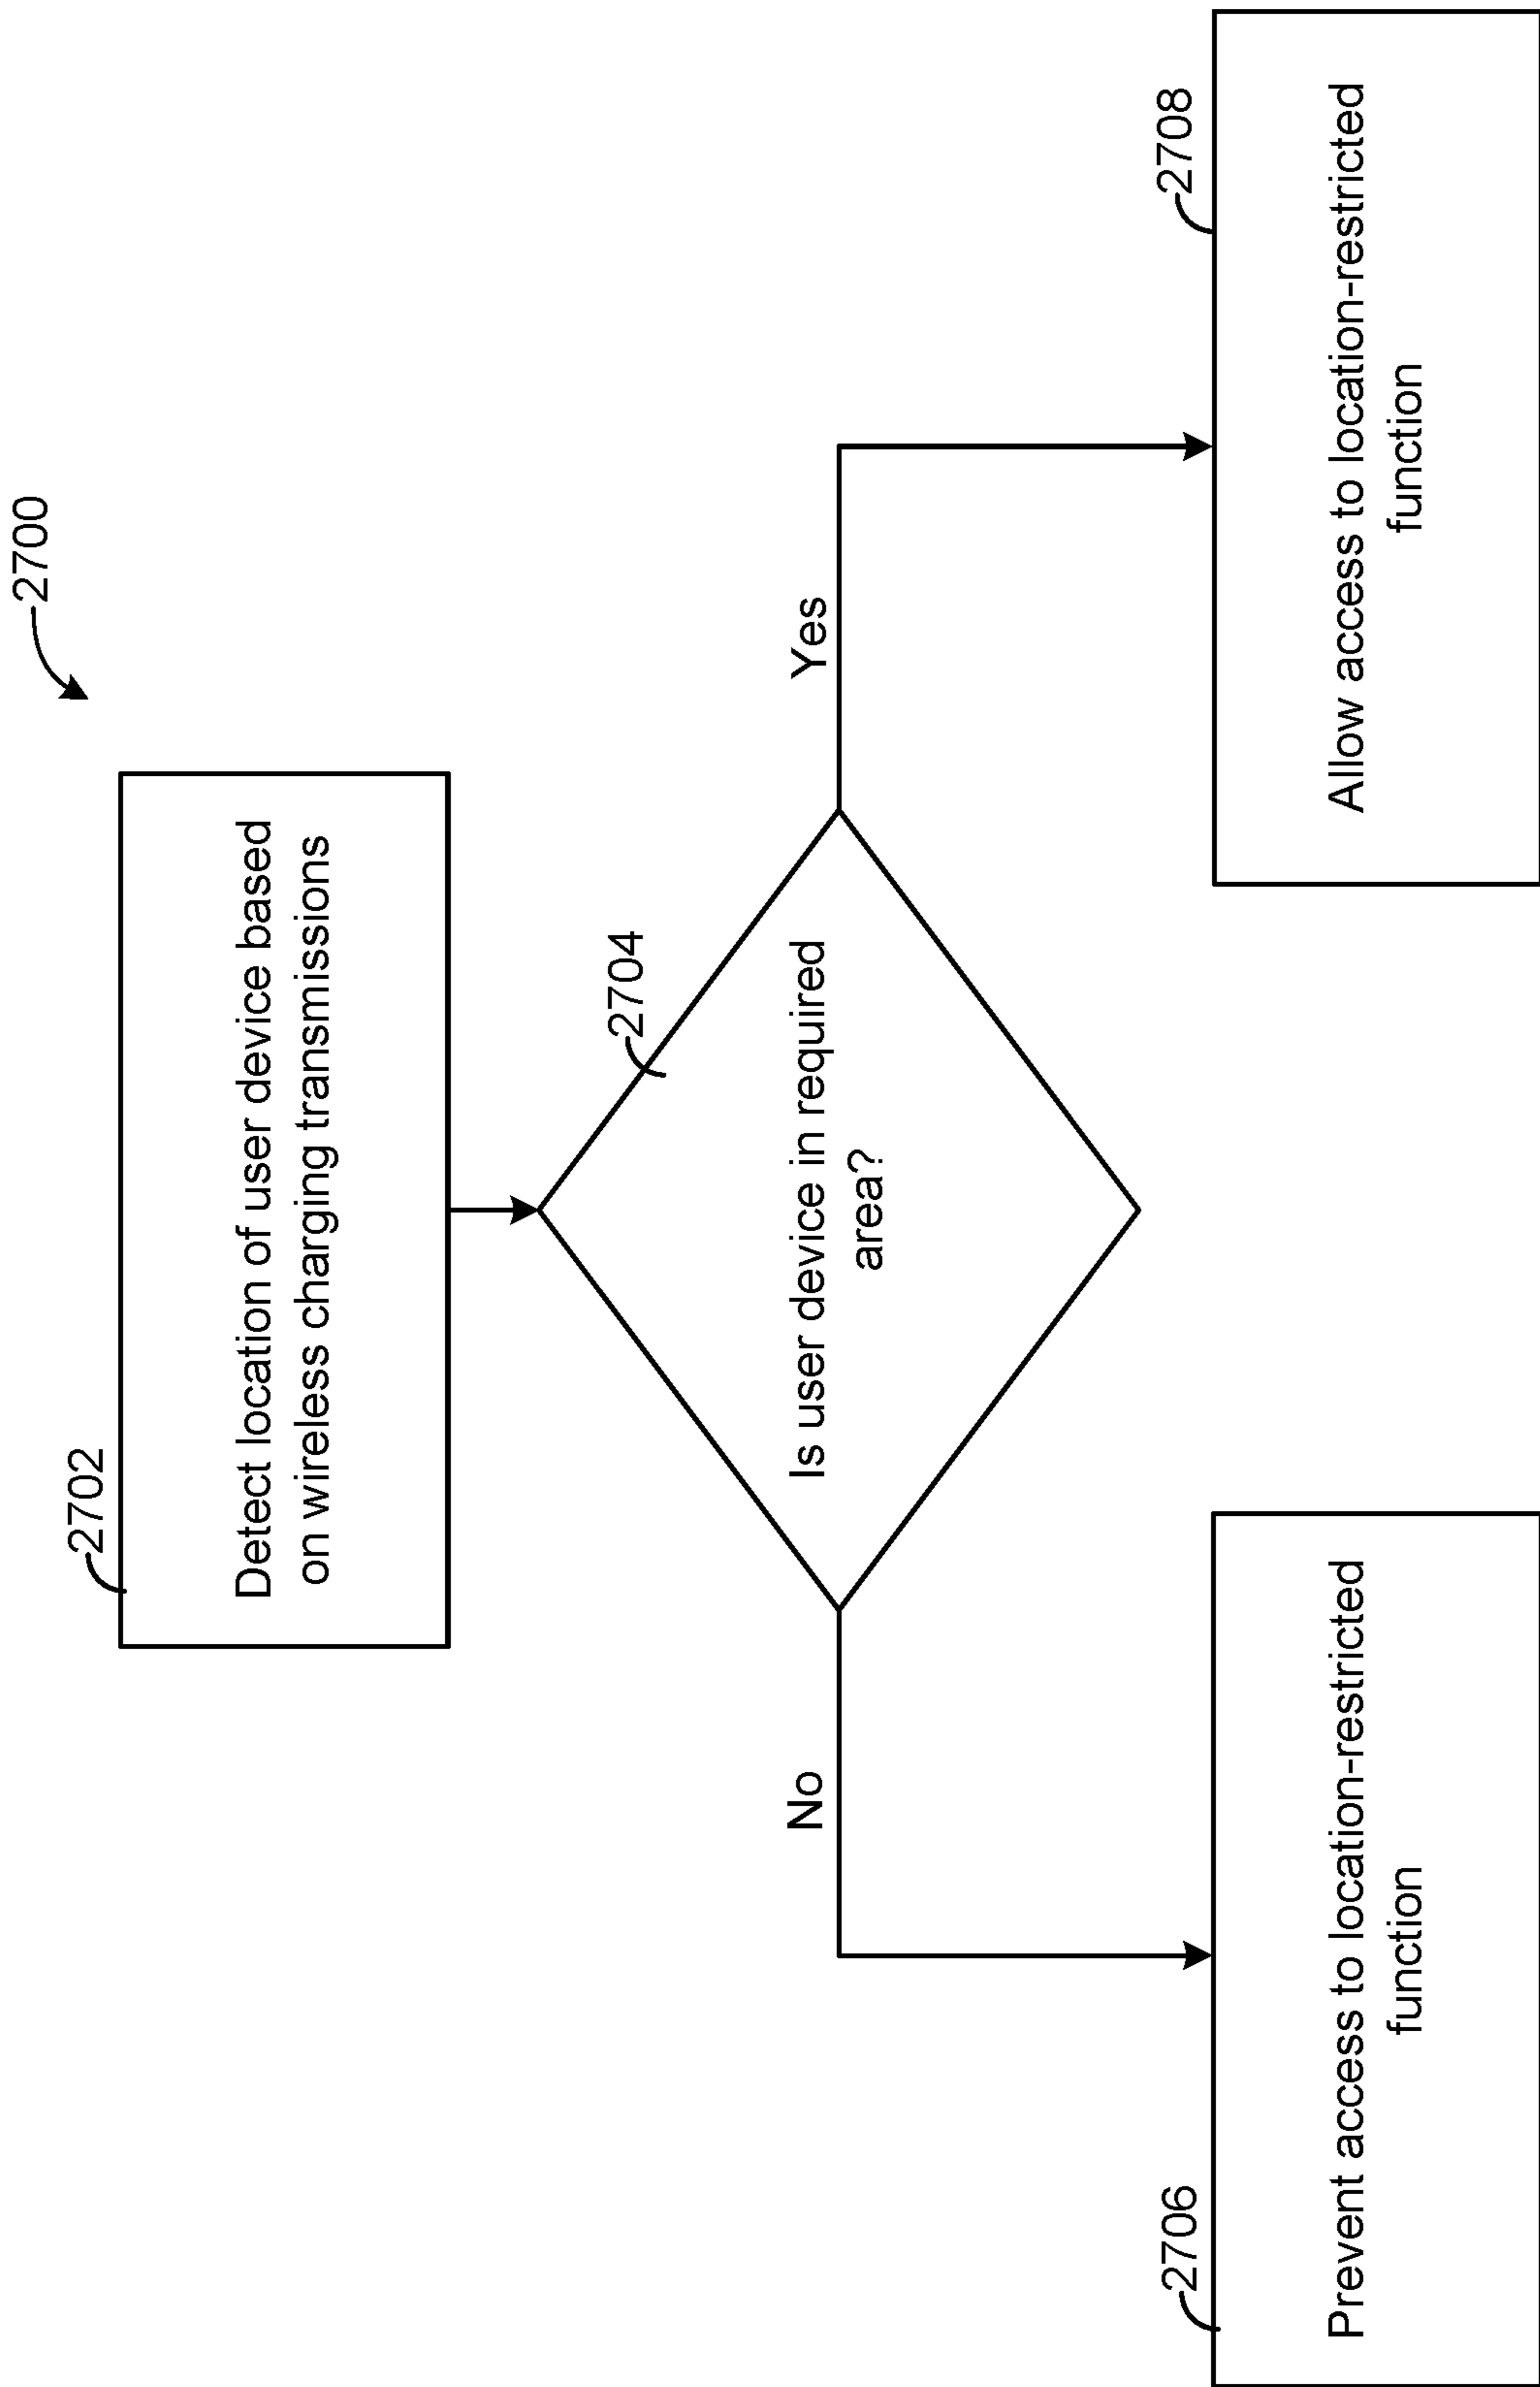 2700
2702
Detect location of user device based
on wireless charging transmissions
2704
Is user device in required
area?
No
Yes
2706
Prevent access to location-restricted
function
2708
Allow access to location-restricted
function